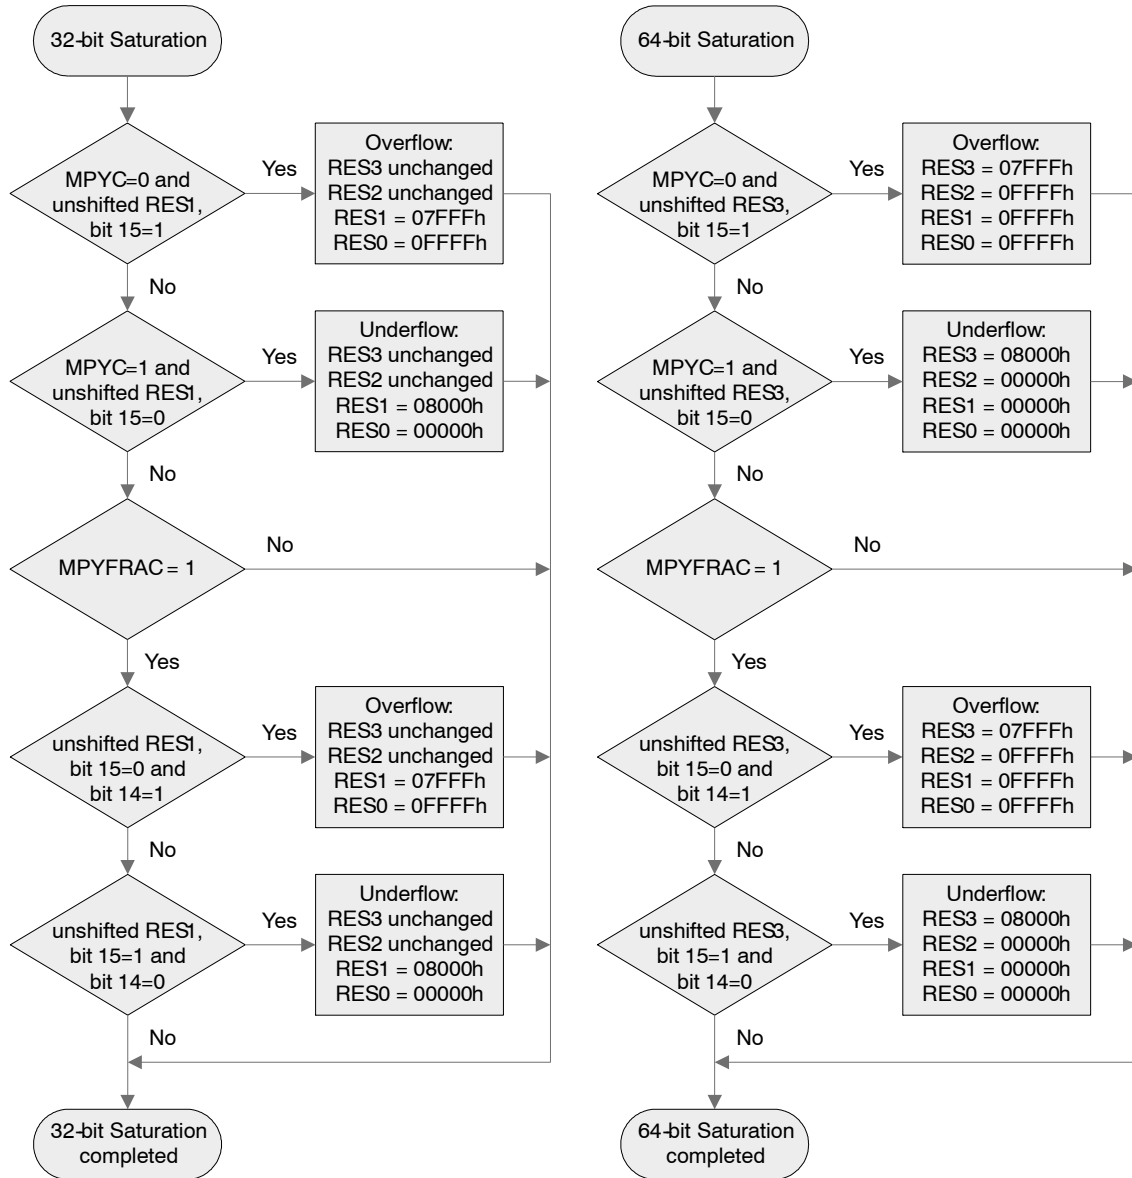 32-bit Saturation
MPYC=0 and
unshifted RES1,
bit 15=1
Yes
Overflow:
RES3 unchanged
RES2 unchanged
RES1 = 07FFFh
RES0 = 0FFFFh
No
MPYC=1 and
unshifted RES1,
bit 15=0
Yes
Underflow:
RES3 unchanged
RES2 unchanged
RES1 = 08000h
RES0 = 00000h
No
MPYFRAC = 1
No
Yes
unshifted RES1,
bit 15=0 and
bit 14=1
Yes
Overflow:
RES3 unchanged
RES2 unchanged
RES1 = 07FFFh
RES0 = 0FFFFh
No
unshifted RES1,
bit 15=1 and
bit 14=0
Yes
Underflow:
RES3 unchanged
RES2 unchanged
RES1 = 08000h
RES0 = 00000h
No
32-bit Saturation
completed
64-bit Saturation
MPYC=0 and
unshifted RES3,
bit 15=1
Yes
Overflow:
RES3 = 07FFFh
RES2 = 0FFFFh
RES1 = 0FFFFh
RES0 = 0FFFFh
No
MPYC=1 and
unshifted RES3,
bit 15=0
Yes
Underflow:
RES3 = 08000h
RES2 = 00000h
RES1 = 00000h
RES0 = 00000h
No
MPYFRAC = 1
No
Yes
unshifted RES3,
bit 15=0 and
bit 14=1
Yes
Overflow:
RES3 = 07FFFh
RES2 = 0FFFFh
RES1 = 0FFFFh
RES0 = 0FFFFh
No
unshifted RES3,
bit 15=1 and
bit 14=0
Yes
Underflow:
RES3 = 08000h
RES2 = 00000h
RES1 = 00000h
RES0 = 00000h
No
64-bit Saturation
completed